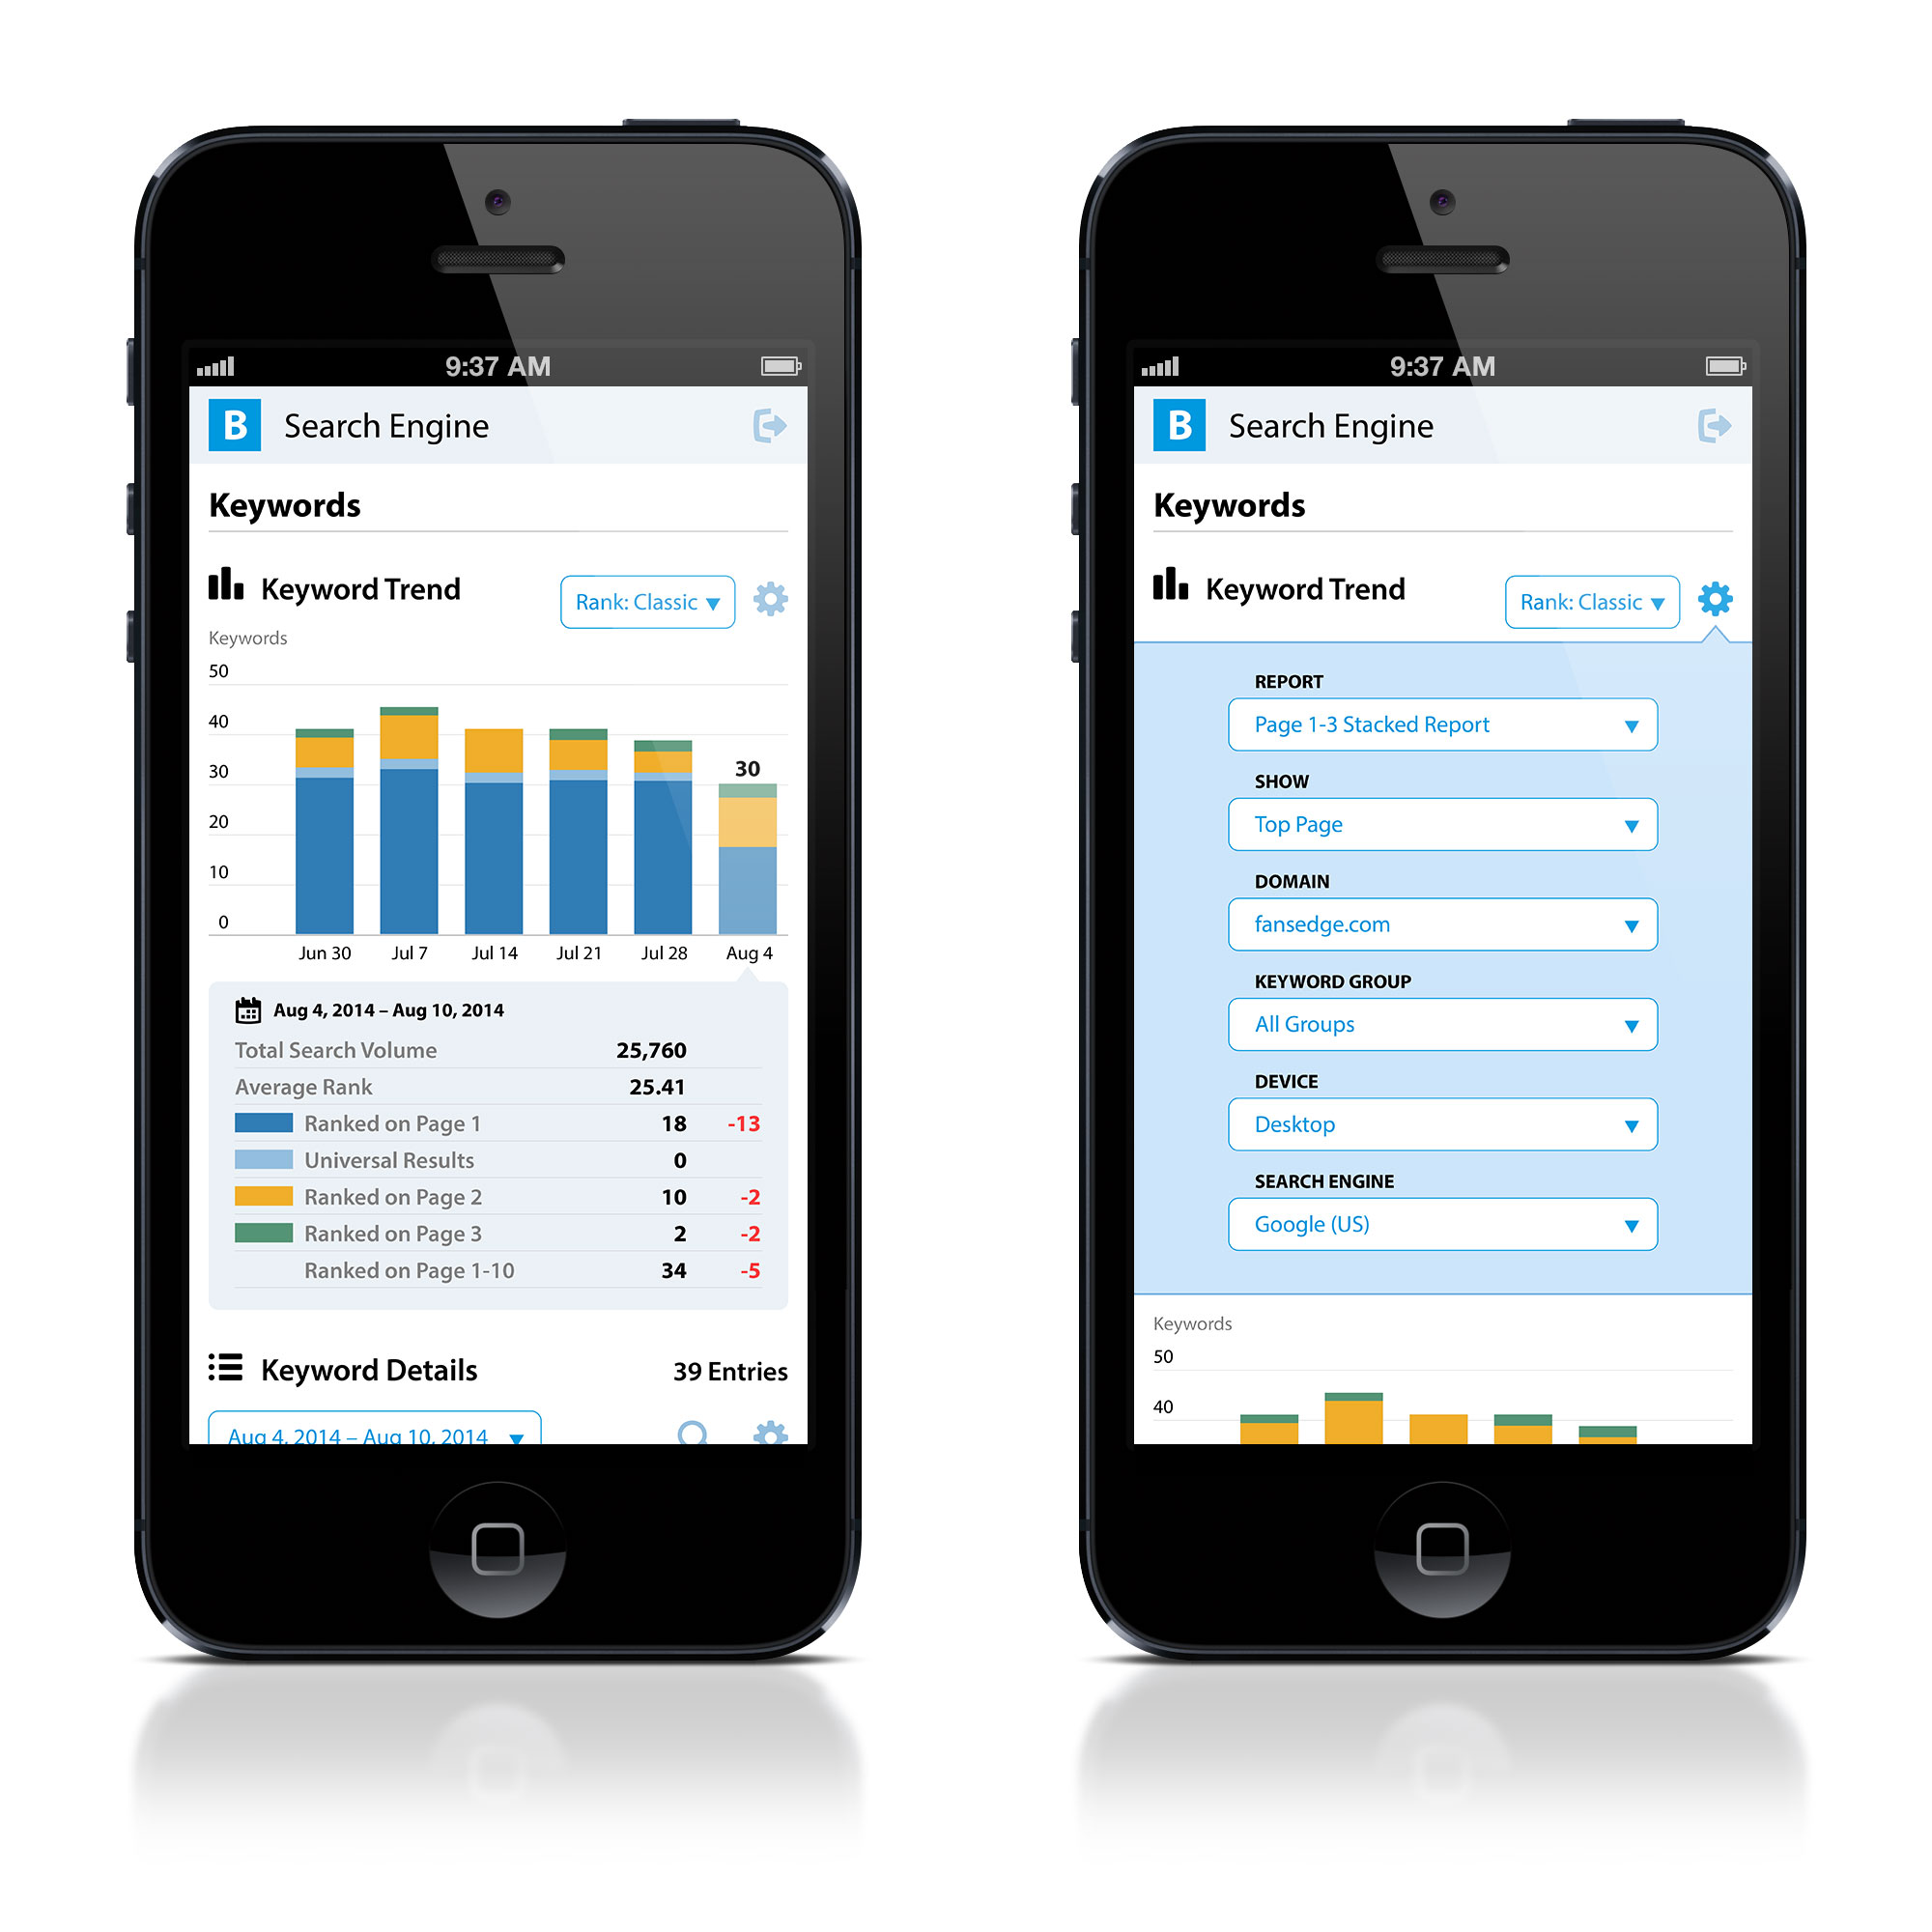 9:37 AM
B Search Engine
Keywords
Keyword Trend
Rank: Classic
Keywords
50
40
30
30
20
10
0
Jun 30 Jul 7 Jul 14 Jul 21 Jul 28 Aug 4
Aug 4, 2014 – Aug 10, 2014
Total Search Volume 25,760
Average Rank 25.41
Ranked on Page 1 18 -13
Universal Results 0
Ranked on Page 2 10 -2
Ranked on Page 3 2 -2
Ranked on Page 1-10 34 -5
Keyword Details 39 Entries
Aug 4, 2014 – Aug 10, 2014
9:37 AM
B Search Engine
Keywords
Keyword Trend
Rank: Classic
REPORT
Page 1-3 Stacked Report
SHOW
Top Page
DOMAIN
fansedge.com
KEYWORD GROUP
All Groups
DEVICE
Desktop
SEARCH ENGINE
Google (US)
Keywords
50
40